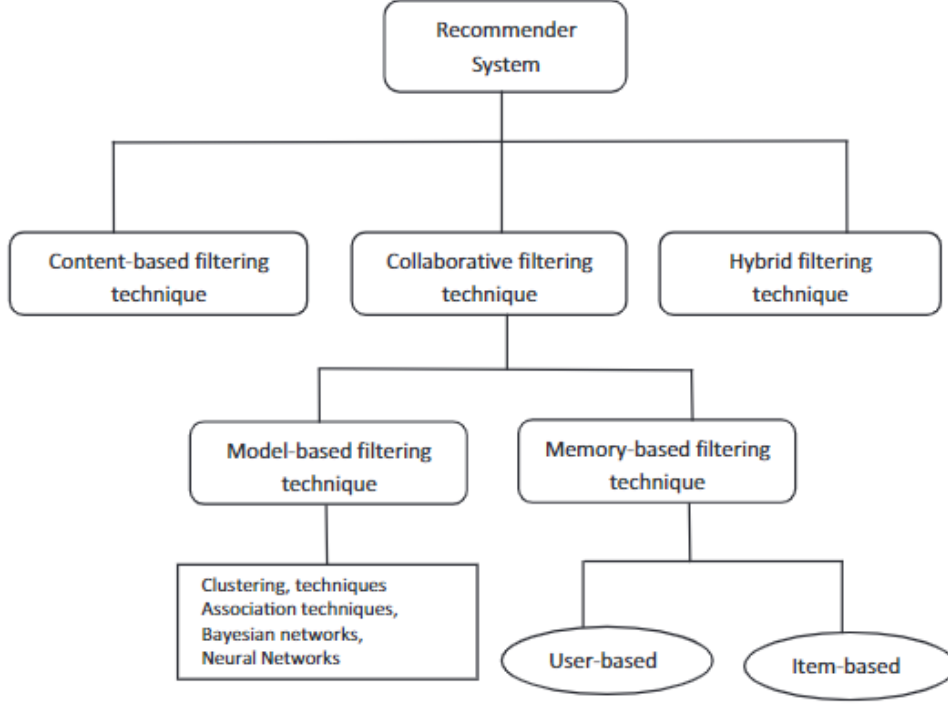 Recommender
System
Content-based filtering
technique
Collaborative filtering
technique
Hybrid filtering
technique
Model-based filtering
technique
Memory-based filtering
technique
Clustering, techniques
Association techniques,
Bayesian networks,
Neural Networks
User-based
Item-based